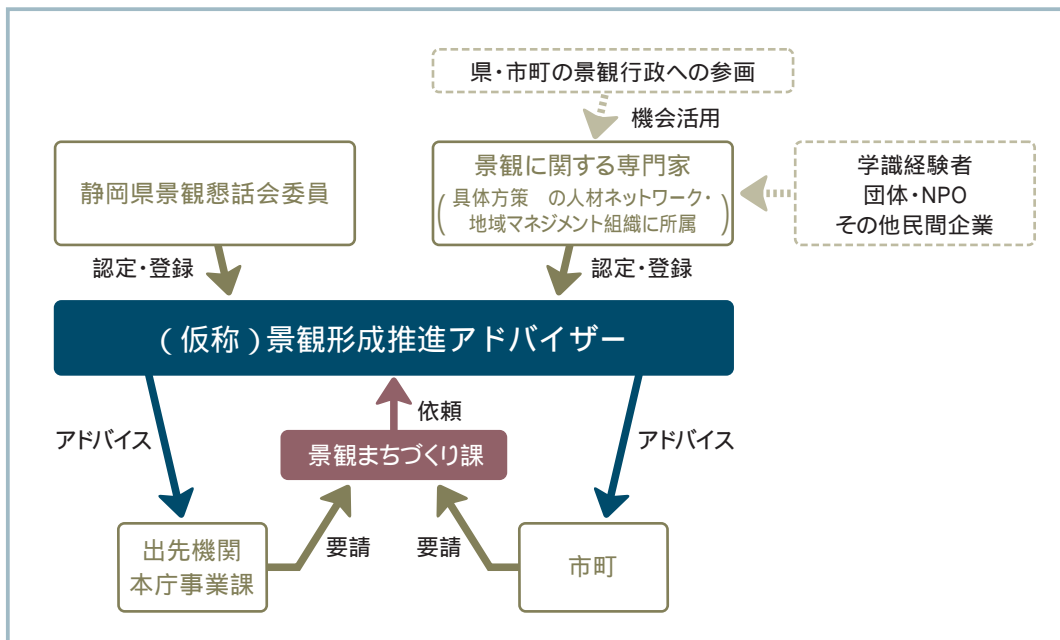 県・市町の景観行政への参画
機会活用
静岡県景観懇話会委員
景観に関する専門家
(具体方策　の人材ネットワーク・
地域マネジメント組織に所属)
学識経験者
団体・NPO
その他民間企業
認定・登録
認定・登録
(仮称)景観形成推進アドバイザー
アドバイス
依頼
アドバイス
景観まちづくり課
出先機関
本庁事業課
要請
要請
市町